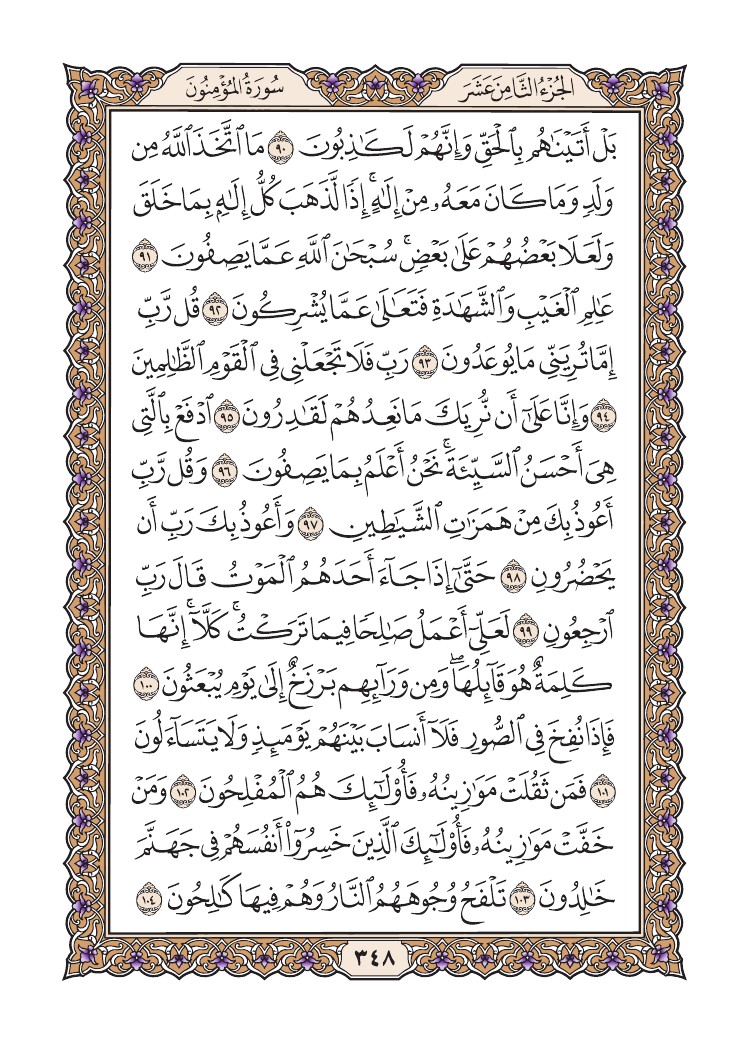 الجُزْءُ الثَّامِنَ عَشَرَ
سُورَةُ المُؤْمِنُونَ
بَلْ أَتَيْنَٰهُم بِٱلْحَقِّ وَإِنَّهُمْ لَكَٰذِبُونَ ٩٠ مَا ٱتَّخَذَ ٱللَّهُ مِن
وَلَدٍ وَمَا كَانَ مَعَهُۥ مِنْ إِلَٰهٍ ۚ إِذًا لَّذَهَبَ كُلُّ إِلَٰهٍۭ بِمَا خَلَقَ
وَلَعَلَا بَعْضُهُمْ عَلَىٰ بَعْضٍ ۚ سُبْحَٰنَ ٱللَّهِ عَمَّا يَصِفُونَ ٩١
عَٰلِمِ ٱلْغَيْبِ وَٱلشَّهَٰدَةِ فَتَعَٰلَىٰ عَمَّا يُشْرِكُونَ ٩٢ قُل رَّبِّ
إِمَّا تُرِيَنِّى مَا يُوعَدُونَ ٩٣ رَبِّ فَلَا تَجْعَلْنِى فِى ٱلْقَوْمِ ٱلظَّٰلِمِينَ
٩٤ وَإِنَّا عَلَىٰٓ أَن نُّرِيَكَ مَا نَعِدُهُمْ لَقَٰدِرُونَ ٩٥ ٱدْفَعْ بِٱلَّتِى
هِىَ أَحْسَنُ ٱلسَّيِّئَةَ ۚ نَحْنُ أَعْلَمُ بِمَا يَصِفُونَ ٩٦ وَقُل رَّبِّ
أَعُوذُ بِكَ مِنْ هَمَزَٰتِ ٱلشَّيَٰطِينِ ٩٧ وَأَعُوذُ بِكَ رَبِّ أَن
يَحْضُرُونِ ٩٨ حَتَّىٰٓ إِذَا جَآءَ أَحَدَهُمُ ٱلْمَوْتُ قَالَ رَبِّ
ٱرْجِعُونِ ٩٩ لَعَلِّىٓ أَعْمَلُ صَٰلِحًا فِيمَا تَرَكْتُ ۚ كَلَّآ ۚ إِنَّهَا
كَلِمَةٌ هُوَ قَآئِلُهَا ۖ وَمِن وَرَآئِهِم بَرْزَخٌ إِلَىٰ يَوْمِ يُبْعَثُونَ ١٠٠
فَإِذَا نُفِخَ فِى ٱلصُّورِ فَلَآ أَنسَابَ بَيْنَهُمْ يَوْمَئِذٍ وَلَا يَتَسَآءَلُونَ
١٠١ فَمَن ثَقُلَتْ مَوَٰزِينُهُۥ فَأُو۟لَٰٓئِكَ هُمُ ٱلْمُفْلِحُونَ ١٠٢ وَمَنْ
خَفَّتْ مَوَٰزِينُهُۥ فَأُو۟لَٰٓئِكَ ٱلَّذِينَ خَسِرُوٓا۟ أَنفُسَهُمْ فِى جَهَنَّمَ
خَٰلِدُونَ ١٠٣ تَلْفَحُ وُجُوهَهُمُ ٱلنَّارُ وَهُمْ فِيهَا كَٰلِحُونَ ١٠٤
٣٤٨